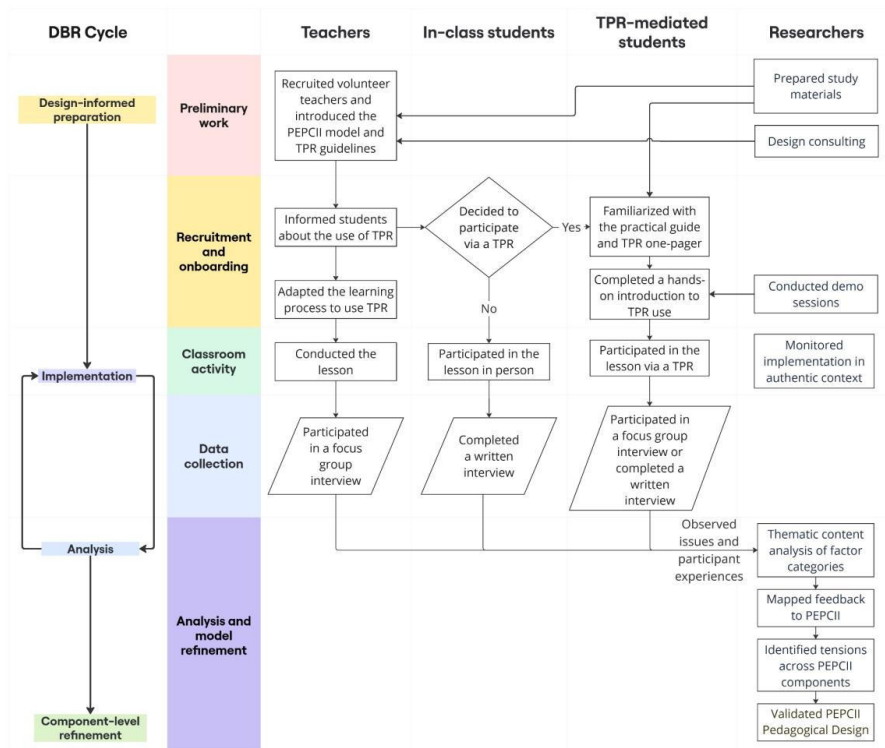 DBR Cycle
Teachers
In-class students
TPR-mediated
students
Researchers
Design-informed
preparation
Preliminary
work
Recruited volunteer
teachers and
introduced the
PEPCII model and
TPR guidelines
Prepared study
materials
Design consulting
Recruitment
and
onboarding
Informed students
about the use of TPR
Decided to
participate
via a TPR
Yes
Familiarized with
the practical guide
and TPR one-pager
Adapted the learning
process to use TPR
No
Completed a hands-
on introduction to
TPR use
Conducted demo
sessions
Implementation
Classroom
activity
Conducted the
lesson
Participated in the
lesson in person
Participated in the
lesson via a TPR
Monitored
implementation in
authentic context
Data
collection
Participated
in a focus
group
interview
Completed
a written
interview
Participated in
a focus group
interview or
completed a
written
interview
Analysis
Analysis and
model
refinement
Observed
issues and
participant
experiences
Thematic content
analysis of factor
categories
Mapped feedback
to PEPCII
Identified tensions
across PEPCII
components
Component-level
refinement
Validated PEPCII
Pedagogical Design